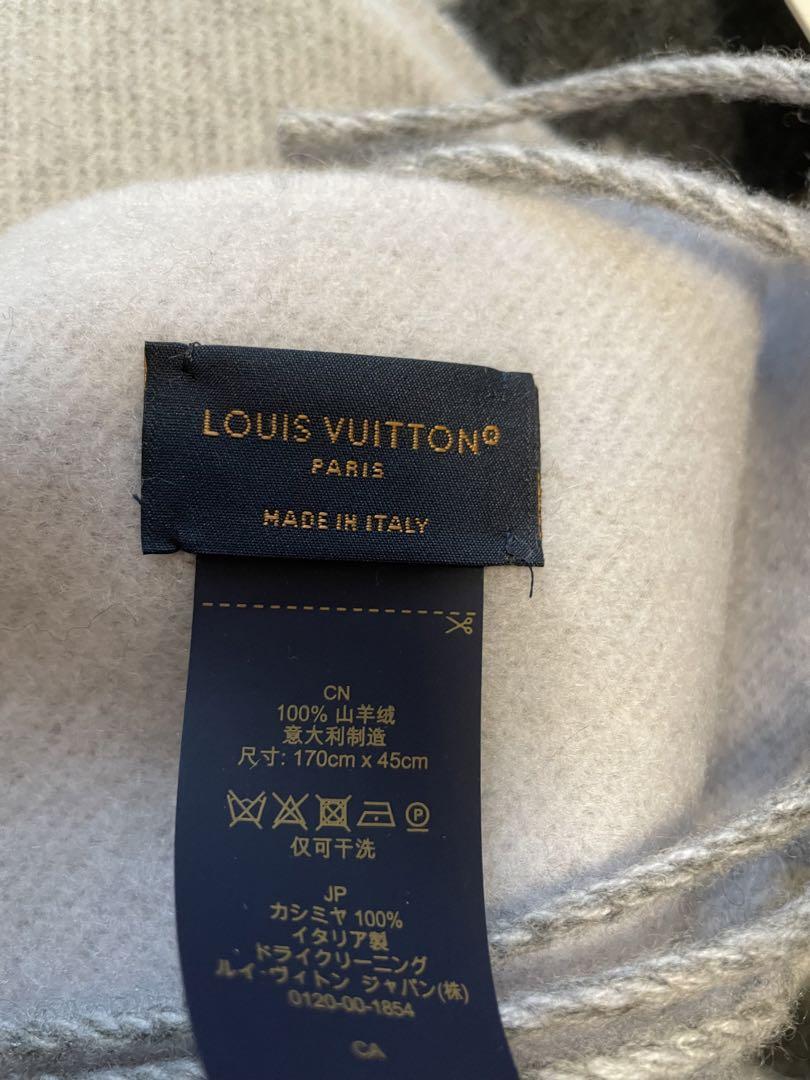 LOUIS VUITTON®
PARIS
MADE IN ITALY
CN
100% 山羊绒
意大利制造
尺寸: 170cm x 45cm
仅可干洗
JP
カシミヤ 100%
イタリア製
ドライクリーニング
ルイ・ヴィトン ジャパン(株)
0120-00-1854
CA